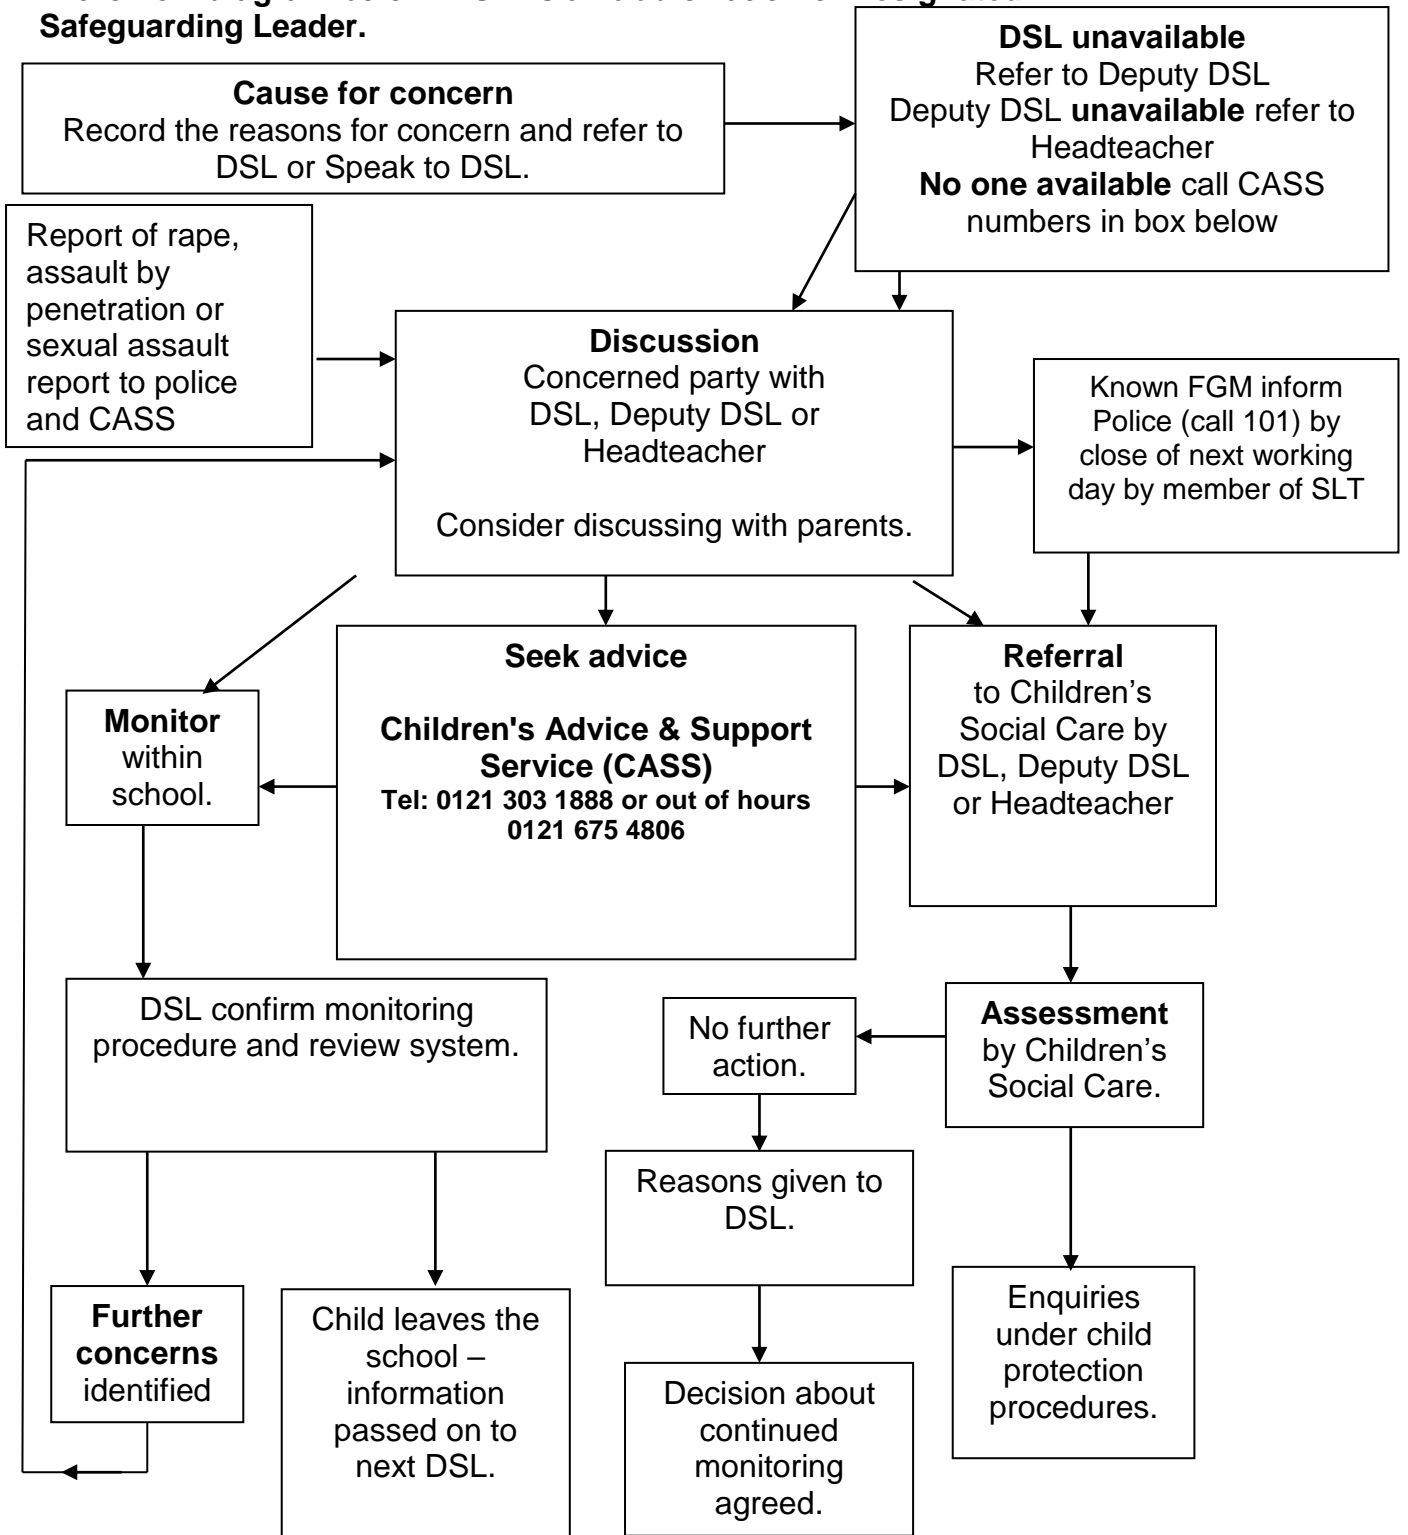 Safeguarding Leader.
Cause for concern
Record the reasons for concern and refer to
DSL or Speak to DSL.
DSL unavailable
Refer to Deputy DSL
Deputy DSL unavailable refer to
Headteacher
No one available call CASS
numbers in box below
Report of rape,
assault by
penetration or
sexual assault
report to police
and CASS
Discussion
Concerned party with
DSL, Deputy DSL or
Headteacher
Consider discussing with parents.
Known FGM inform
Police (call 101) by
close of next working
day by member of SLT
Monitor
within
school.
Seek advice
Children's Advice & Support
Service (CASS)
Tel: 0121 303 1888 or out of hours
0121 675 4806
Referral
to Children’s
Social Care by
DSL, Deputy DSL
or Headteacher
DSL confirm monitoring
procedure and review system.
No further
action.
Assessment
by Children’s
Social Care.
Reasons given to
DSL.
Further
concerns
identified
Child leaves the
school –
information
passed on to
next DSL.
Decision about
continued
monitoring
agreed.
Enquiries
under child
protection
procedures.